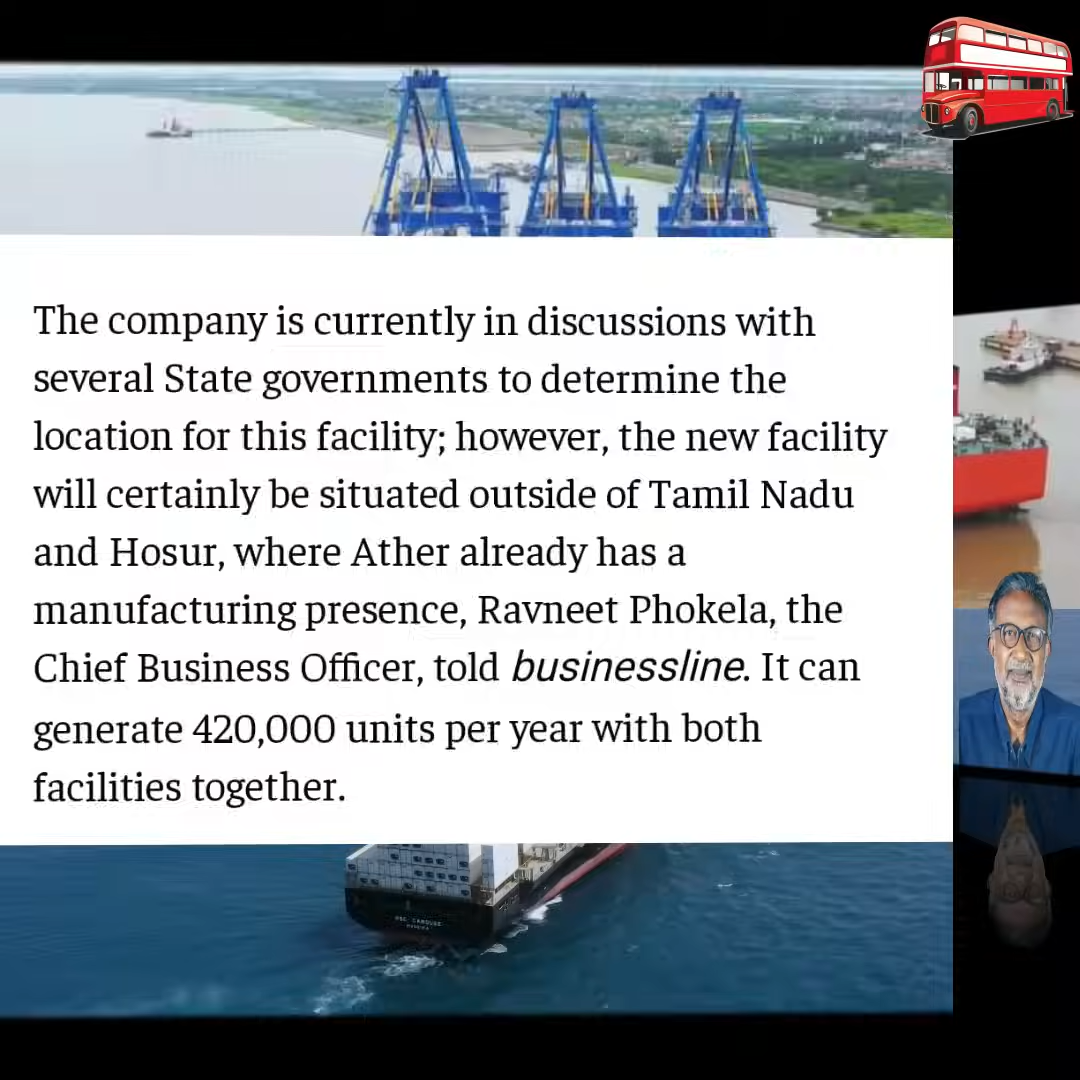 The company is currently in discussions with
several State governments to determine the
location for this facility; however, the new facility
will certainly be situated outside of Tamil Nadu
and Hosur, where Ather already has a
manufacturing presence, Ravneet Phokela, the
Chief Business Officer, told businessline. It can
generate 420,000 units per year with both
facilities together.